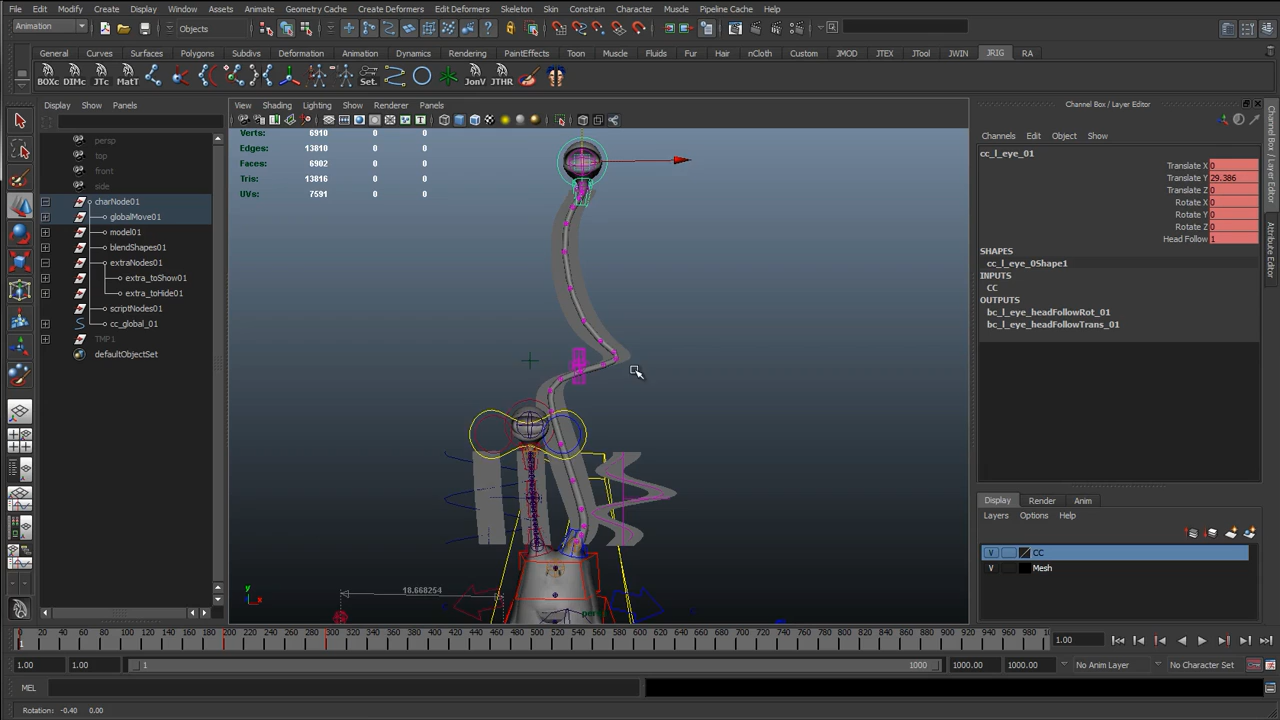 File Edit Modify Create Display Window Assets Animate Geometry Cache Create Deformers Edit Deformers Skeleton Skin Constrain Character Muscle Pipeline Cache Help
Animation Objects
General Curves Surfaces Polygons Subdivs Deformation Animation Dynamics Rendering PaintEffects Toon Muscle Fluids Fur Hair nCloth Custom JMOD JTEX JTool JWIN JRIG RA
BOXc DIMc JTc MatT Set. JonV JTHR
Display Show Panels
View Shading Lighting Show Renderer Panels
Channel Box / Layer Editor
Channels Edit Object Show
persp
top
front
side
charNode01
globalMove01
model01
blendShapes01
extraNodes01
extra_toShow01
extra_toHide01
scriptNodes01
cc_global_01
TMP1
defaultObjectSet
Verts: 6910 0 0
Edges: 13810 0 0
Faces: 6902 0 0
Tris: 13816 0 0
UVs: 7591 0 0
18.668254
persp
y
x
cc_l_eye_01
Translate X 0
Translate Y 29.386
Translate Z 0
Rotate X 0
Rotate Y 0
Rotate Z 0
Head Follow 1
SHAPES
cc_l_eye_0Shape1
INPUTS
CC
OUTPUTS
bc_l_eye_headFollowRot_01
bc_l_eye_headFollowTrans_01
Channel Box / Layer Editor
Attribute Editor
Display Render Anim
Layers Options Help
V CC
V Mesh
0 20 40 60 80 100 120 140 160 180 200 220 240 260 280 300 320 340 360 380 400 420 440 460 480 500 520 540 560 580 600 620 640 660 680 700 720 740 760 780 800 820 840 860 880 900 920 940 960 980 10
1 1.00
1.00 1.00 1 1000 1000.00 1000.00 No Anim Layer No Character Set
MEL
Rotation: -0.40 0.00